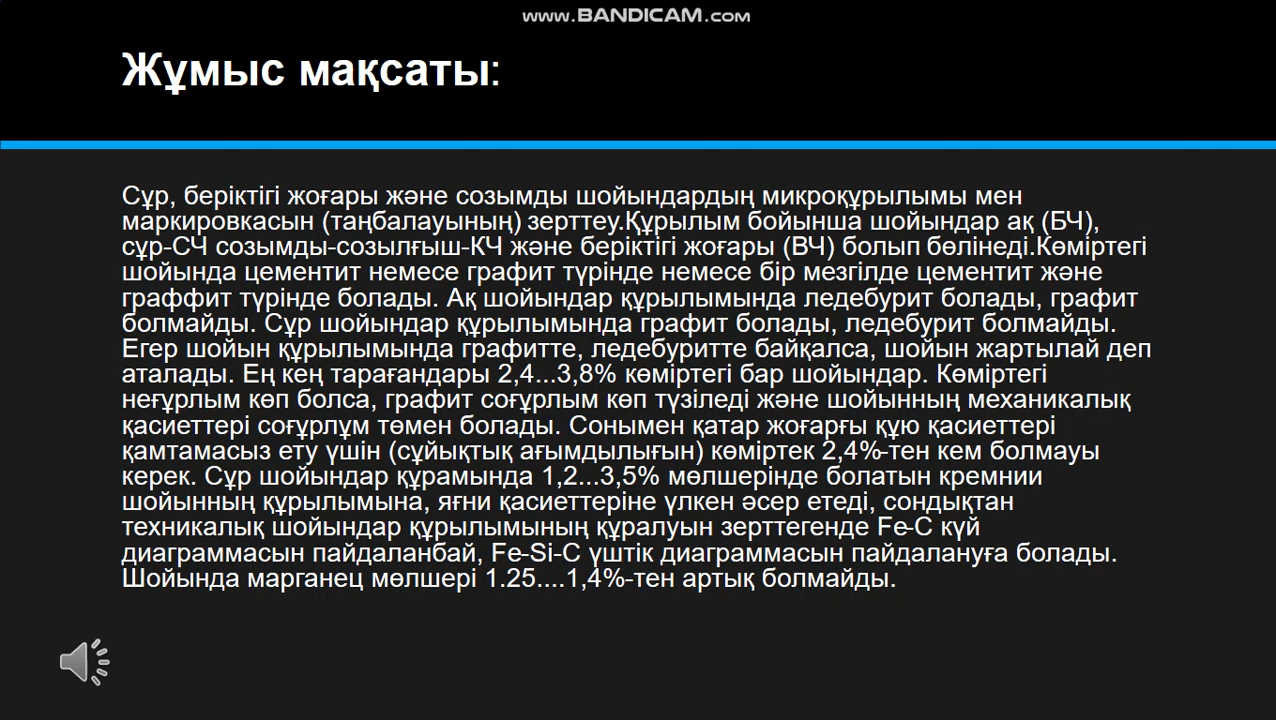 www.BANDICAM.com
Жұмыс мақсаты:
Сұр, беріктігі жоғары және созымды шойындардың микроқұрылымы мен
маркировкасын (таңбалауының) зерттеу.Құрылым бойынша шойындар ақ (БЧ),
сұр-СЧ созымды-созылғыш-КЧ және беріктігі жоғары (ВЧ) болып бөлінеді.Көміртегі
шойында цементит немесе графит түрінде немесе бір мезгілде цементит және
граффит түрінде болады. Ақ шойындар құрылымында ледебурит болады, графит
болмайды. Сұр шойындар құрылымында графит болады, ледебурит болмайды.
Егер шойын құрылымында графитте, ледебуритте байқалса, шойын жартылай деп
аталады. Ең кең тарағандары 2,4...3,8% көміртегі бар шойындар. Көміртегі
неғұрлым көп болса, графит соғұрлым көп түзіледі және шойынның механикалық
қасиеттері соғұрлұм төмен болады. Сонымен қатар жоғарғы құю қасиеттері
қамтамасыз ету үшін (сұйықтық ағымдылығын) көміртек 2,4%-тен кем болмауы
керек. Сұр шойындар құрамында 1,2...3,5% мөлшерінде болатын кремнии
шойынның құрылымына, яғни қасиеттеріне үлкен әсер етеді, сондықтан
техникалық шойындар құрылымының құралуын зерттегенде Fe-C күй
диаграммасын пайдаланбай, Fe-Si-C үштік диаграммасын пайдалануға болады.
Шойында марганец мөлшері 1.25....1,4%-тен артық болмайды.